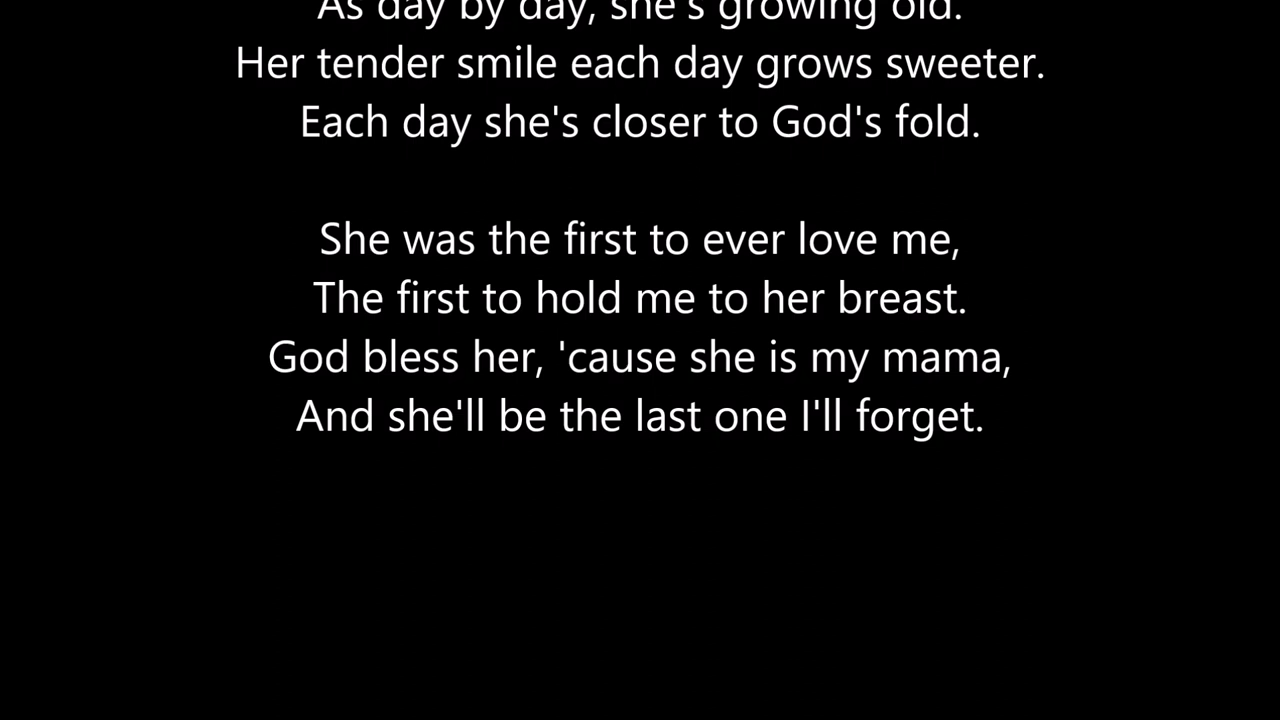 As day by day, she's growing old.
Her tender smile each day grows sweeter.
Each day she's closer to God's fold.
She was the first to ever love me,
The first to hold me to her breast.
God bless her, 'cause she is my mama,
And she'll be the last one I'll forget.